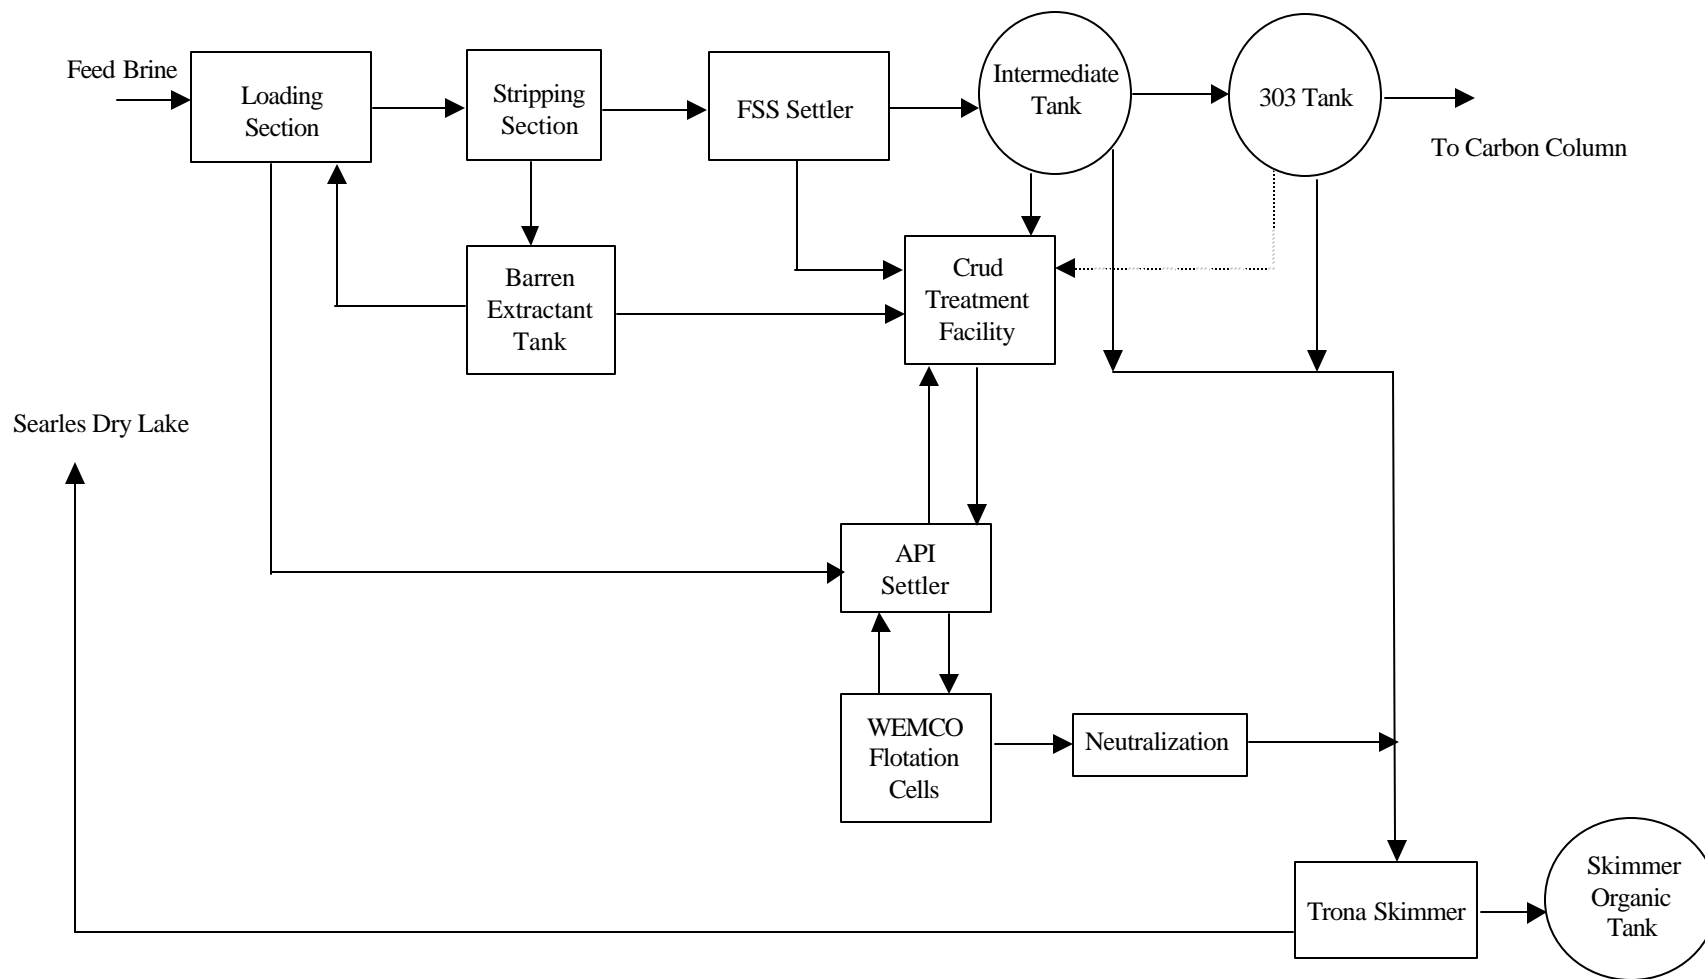 Feed Brine
Loading
Section
Stripping
Section
FSS Settler
Intermediate
Tank
303 Tank
To Carbon Column
Barren
Extractant
Tank
Crud
Treatment
Facility
Searles Dry Lake
API
Settler
WEMCO
Flotation
Cells
Neutralization
Trona Skimmer
Skimmer
Organic
Tank